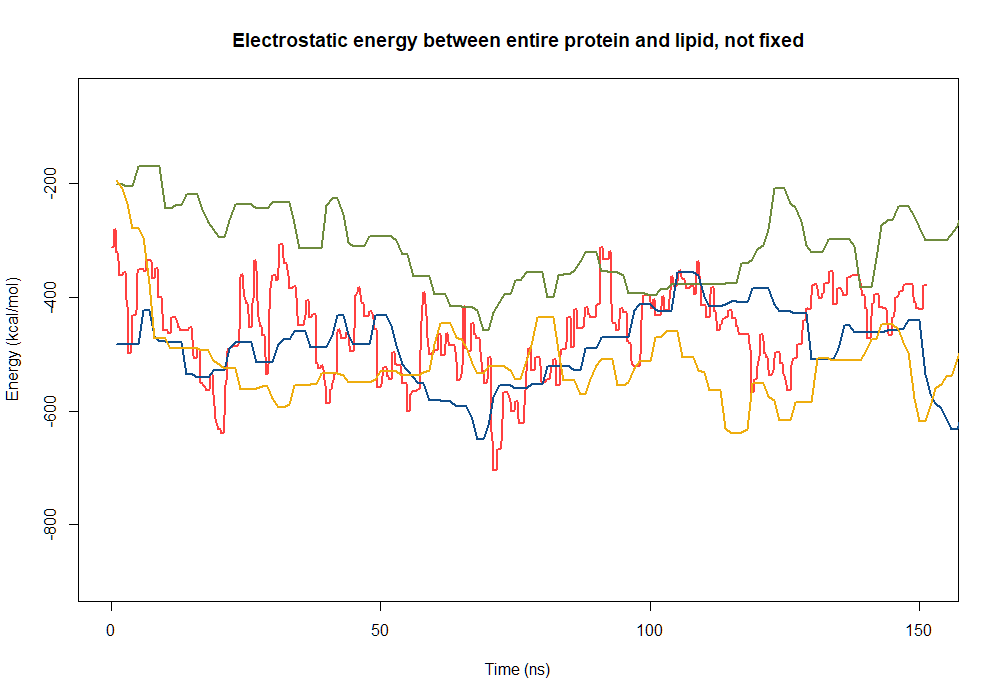 Electrostatic energy between entire protein and lipid, not fixed
Energy (kcal/mol)
-200
-400
-600
-800
0 50 100 150
Time (ns)